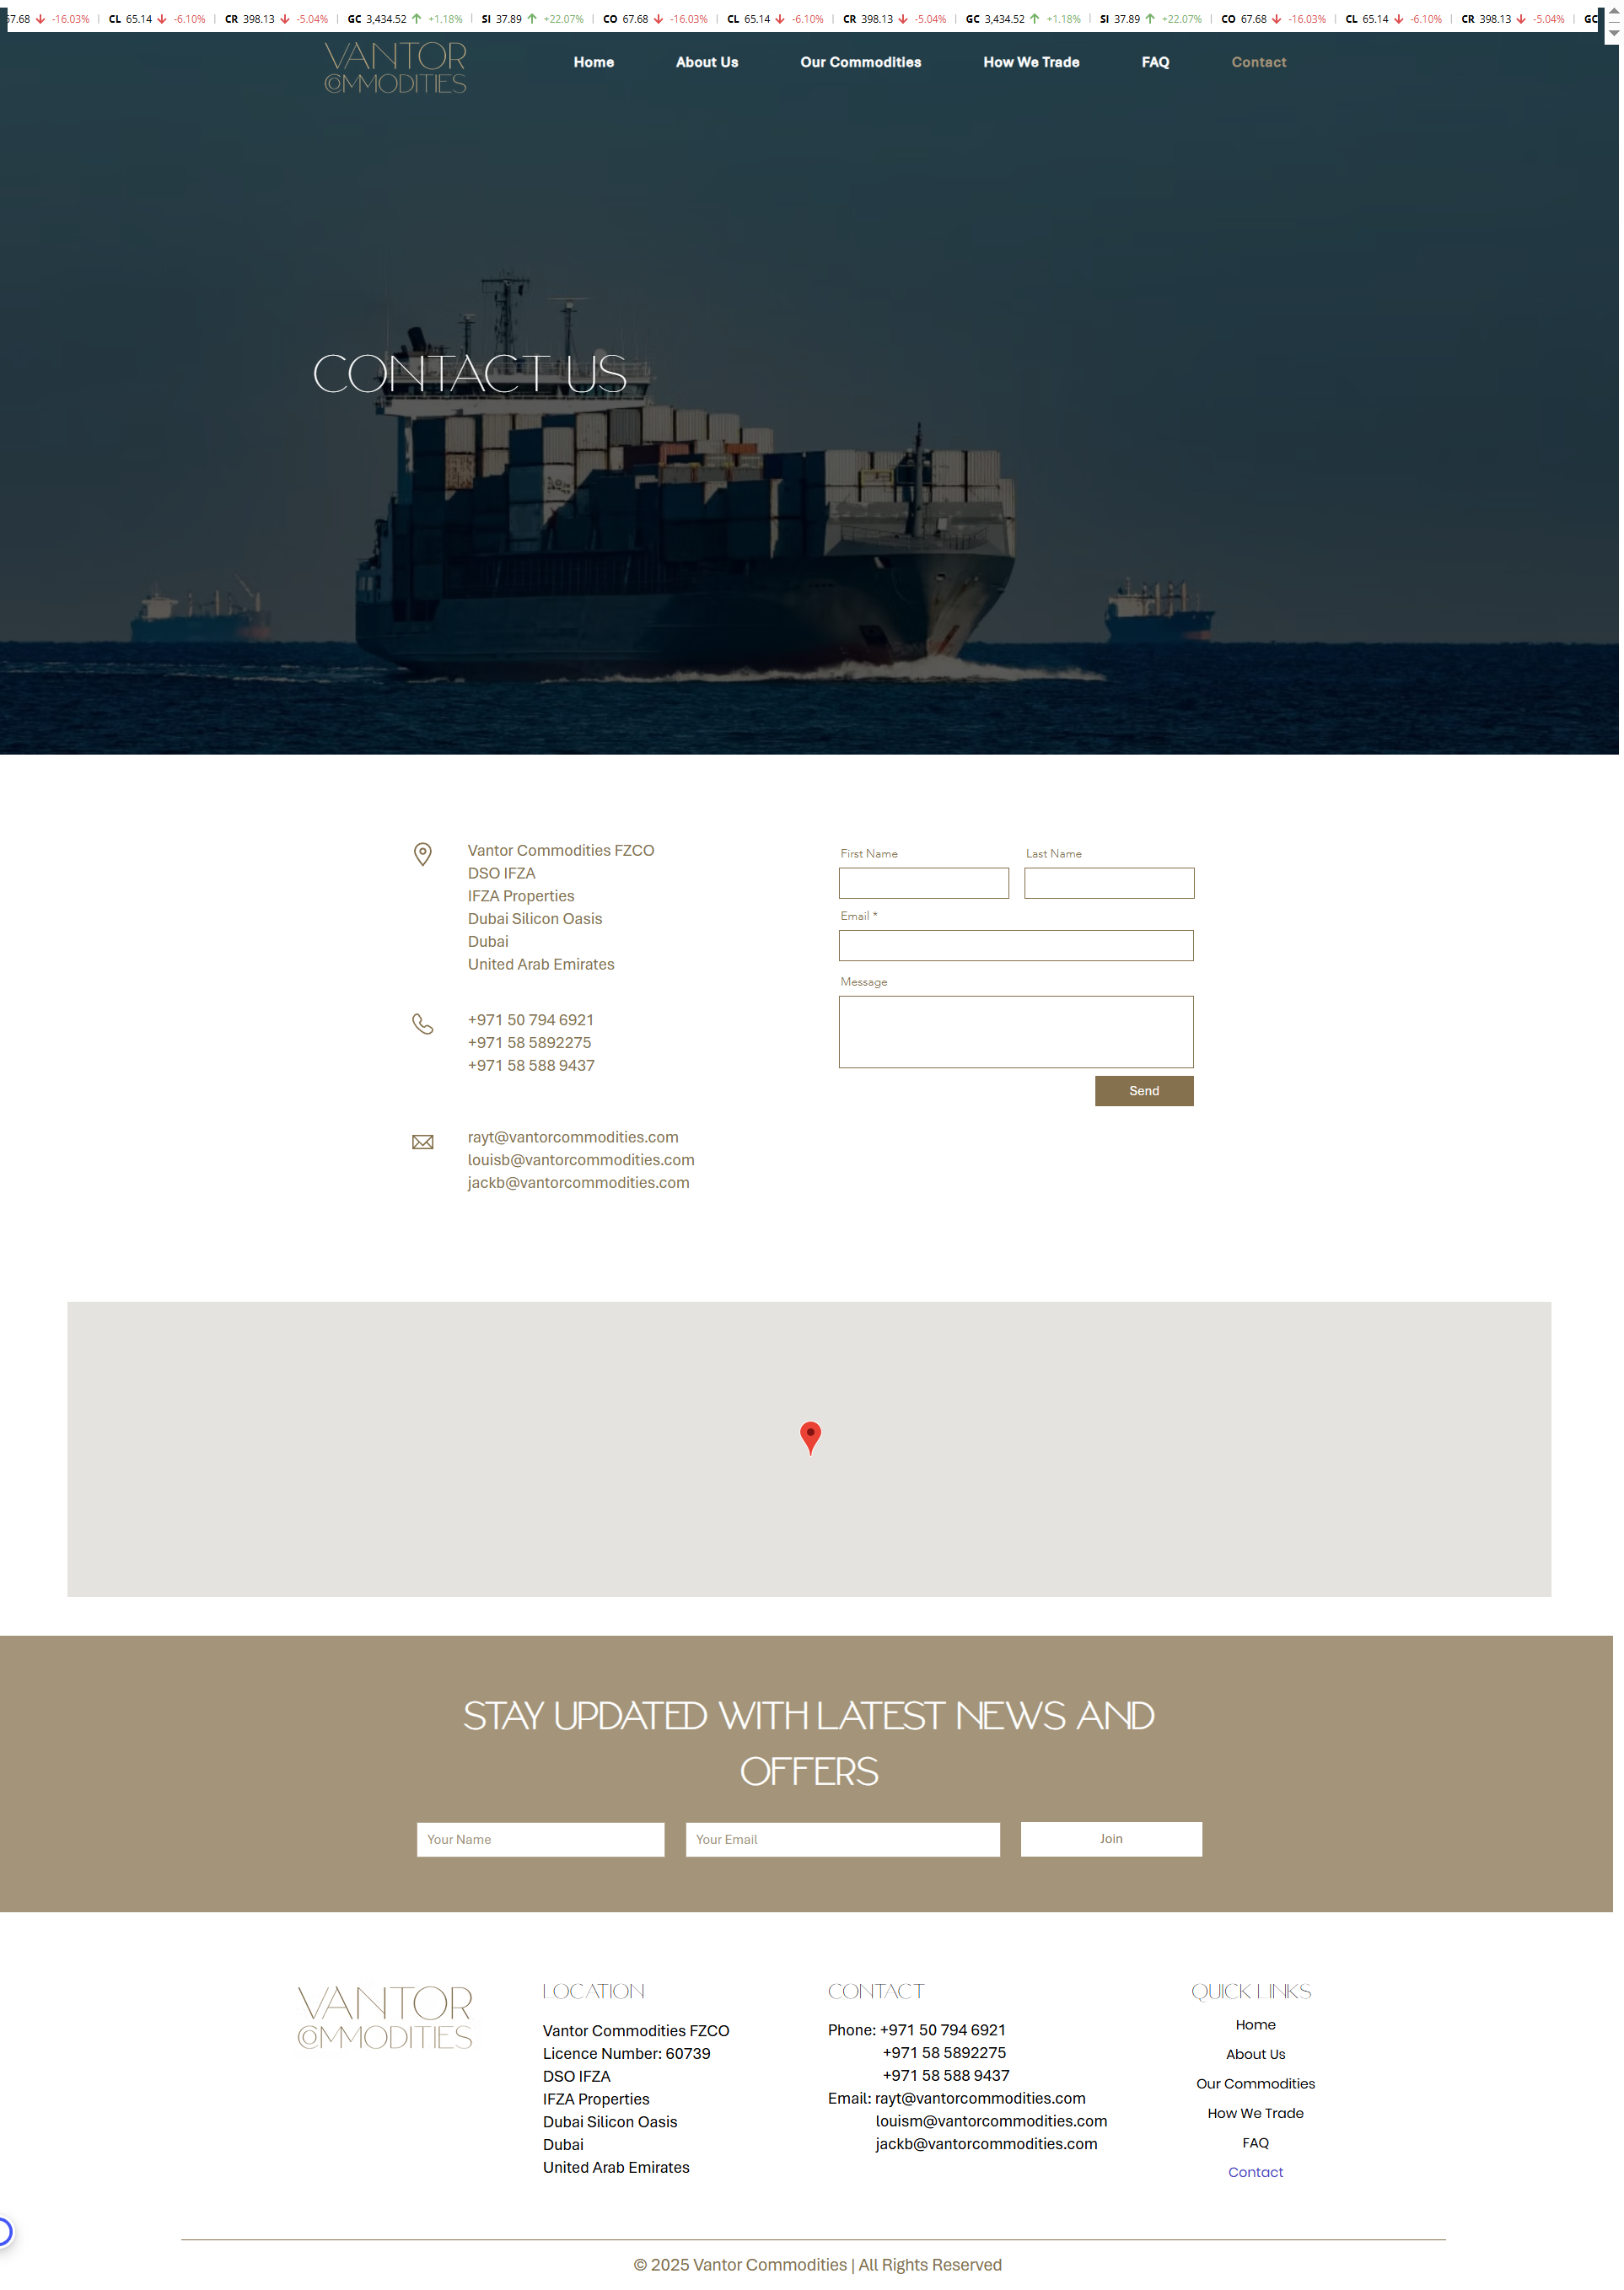 67.68 -16.03% | CL 65.14 -6.10% | CR 398.13 -5.04% | GC 3,434.52 +1.18% | SI 37.89 +22.07% | CO 67.68 -16.03% | CL 65.14 -6.10% | CR 398.13 -5.04% | GC 3,434.52 +1.18% | SI 37.89 +22.07% | CO 67.68 -16.03% | CL 65.14 -6.10% | CR 398.13 -5.04% | GC
VANTOR
COMMODITIES
Home About Us Our Commodities How We Trade FAQ Contact
CONTACT US
Vantor Commodities FZCO
DSO IFZA
IFZA Properties
Dubai Silicon Oasis
Dubai
United Arab Emirates
+971 50 794 6921
+971 58 5892275
+971 58 588 9437
rayt@vantorcommodities.com
louisb@vantorcommodities.com
jackb@vantorcommodities.com
First Name Last Name
Email *
Message
Send
STAY UPDATED WITH LATEST NEWS AND
OFFERS
Your Name Your Email Join
VANTOR
COMMODITIES
LOCATION
Vantor Commodities FZCO
Licence Number: 60739
DSO IFZA
IFZA Properties
Dubai Silicon Oasis
Dubai
United Arab Emirates
CONTACT
Phone: +971 50 794 6921
+971 58 5892275
+971 58 588 9437
Email: rayt@vantorcommodities.com
louism@vantorcommodities.com
jackb@vantorcommodities.com
QUICK LINKS
Home
About Us
Our Commodities
How We Trade
FAQ
Contact
© 2025 Vantor Commodities | All Rights Reserved